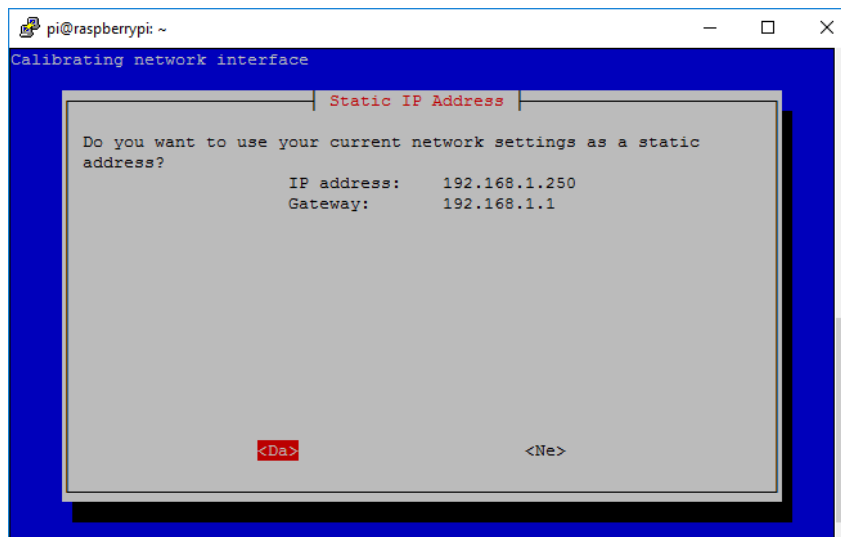 pi@raspberrypi: ~
Calibrating network interface
Static IP Address
Do you want to use your current network settings as a static
address?
IP address: 192.168.1.250
Gateway: 192.168.1.1
<Da> <Ne>